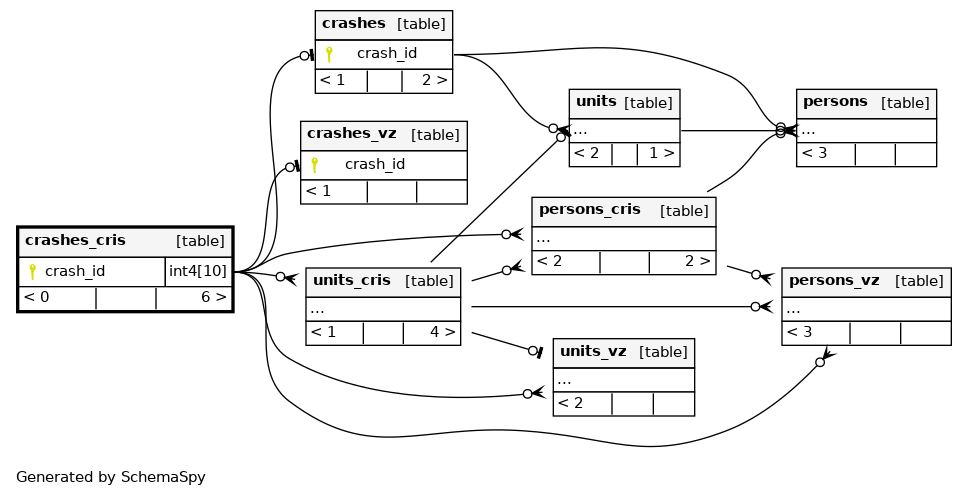 crashes [table]
crash_id
< 1 2 >
crashes_vz [table]
crash_id
< 1
units [table]
...
< 2 1 >
persons [table]
...
< 3
persons_cris [table]
...
< 2 2 >
crashes_cris [table]
crash_id int4[10]
< 0 6 >
units_cris [table]
...
< 1 4 >
persons_vz [table]
...
< 3
units_vz [table]
...
< 2
Generated by SchemaSpy